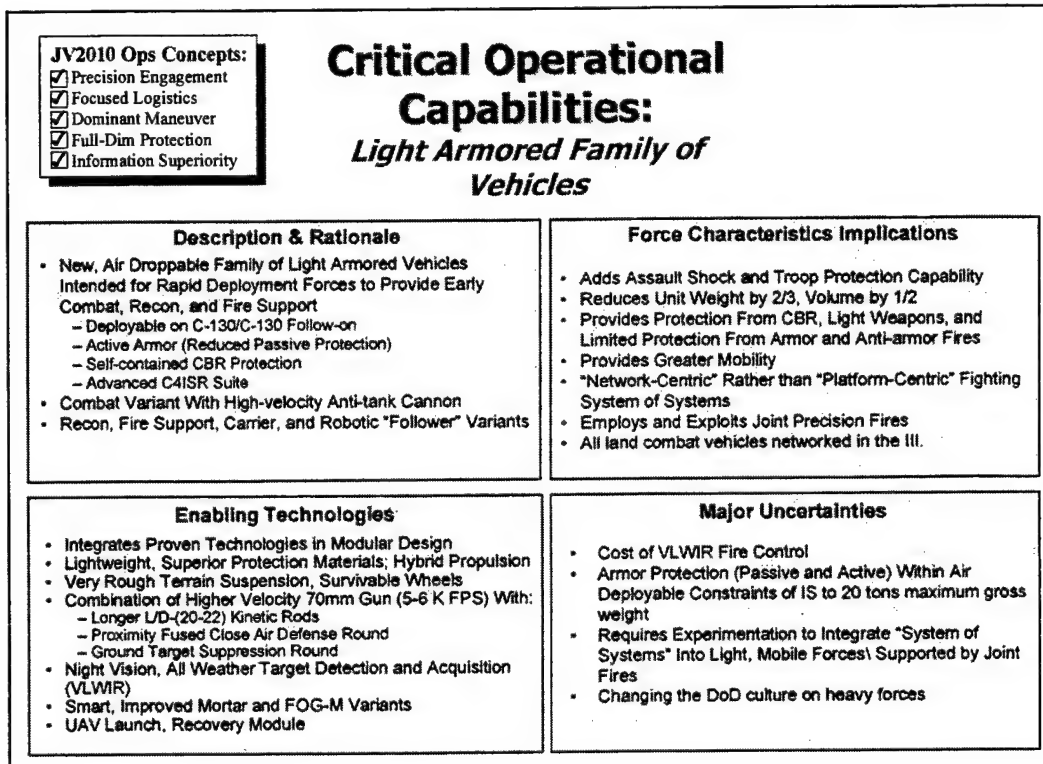 JV2010 Ops Concepts:
☑ Precision Engagement
☑ Focused Logistics
☑ Dominant Maneuver
☑ Full-Dim Protection
☑ Information Superiority
Critical Operational
Capabilities:
Light Armored Family of
Vehicles
Description & Rationale
• New, Air Droppable Family of Light Armored Vehicles
Intended for Rapid Deployment Forces to Provide Early
Combat, Recon, and Fire Support
– Deployable on C-130/C-130 Follow-on
– Active Armor (Reduced Passive Protection)
– Self-contained CBR Protection
– Advanced C4ISR Suite
• Combat Variant With High-velocity Anti-tank Cannon
• Recon, Fire Support, Carrier, and Robotic "Follower" Variants
Force Characteristics Implications
• Adds Assault Shock and Troop Protection Capability
• Reduces Unit Weight by 2/3, Volume by 1/2
• Provides Protection From CBR, Light Weapons, and
Limited Protection From Armor and Anti-armor Fires
• Provides Greater Mobility
• "Network-Centric" Rather than "Platform-Centric" Fighting
System of Systems
• Employs and Exploits Joint Precision Fires
• All land combat vehicles networked in the III.
Enabling Technologies
• Integrates Proven Technologies in Modular Design
• Lightweight, Superior Protection Materials; Hybrid Propulsion
• Very Rough Terrain Suspension, Survivable Wheels
• Combination of Higher Velocity 70mm Gun (5-6 K FPS) With:
– Longer L/D-(20-22) Kinetic Rods
– Proximity Fused Close Air Defense Round
– Ground Target Suppression Round
• Night Vision, All Weather Target Detection and Acquisition
(VLWIR)
• Smart, Improved Mortar and FOG-M Variants
• UAV Launch, Recovery Module
Major Uncertainties
• Cost of VLWIR Fire Control
• Armor Protection (Passive and Active) Within Air
Deployable Constraints of IS to 20 tons maximum gross
weight
• Requires Experimentation to Integrate "System of
Systems" Into Light, Mobile Forces\ Supported by Joint
Fires
• Changing the DoD culture on heavy forces